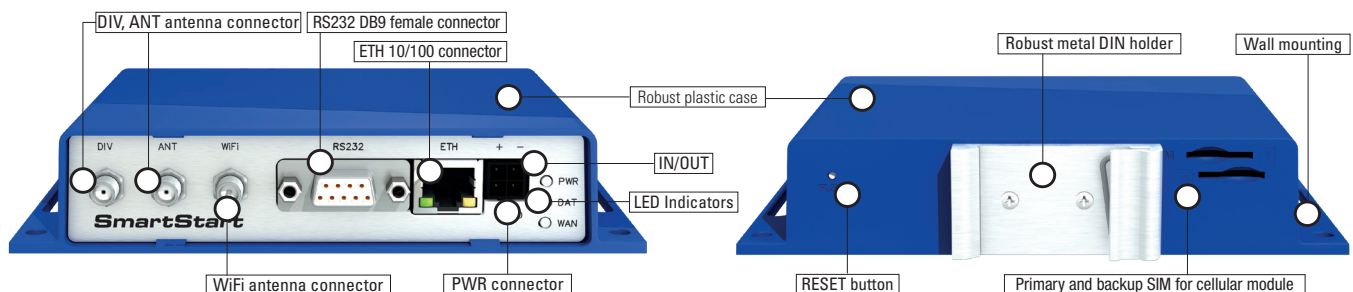 DIV, ANT antenna connector
RS232 DB9 female connector
ETH 10/100 connector
Robust metal DIN holder
Wall mounting
Robust plastic case
DIV
ANT
WiFi
RS232
ETH
+ −
IN/OUT
PWR
LED Indicators
DAT
SmartStart
WAN
WiFi antenna connector
PWR connector
RESET button
Primary and backup SIM for cellular module